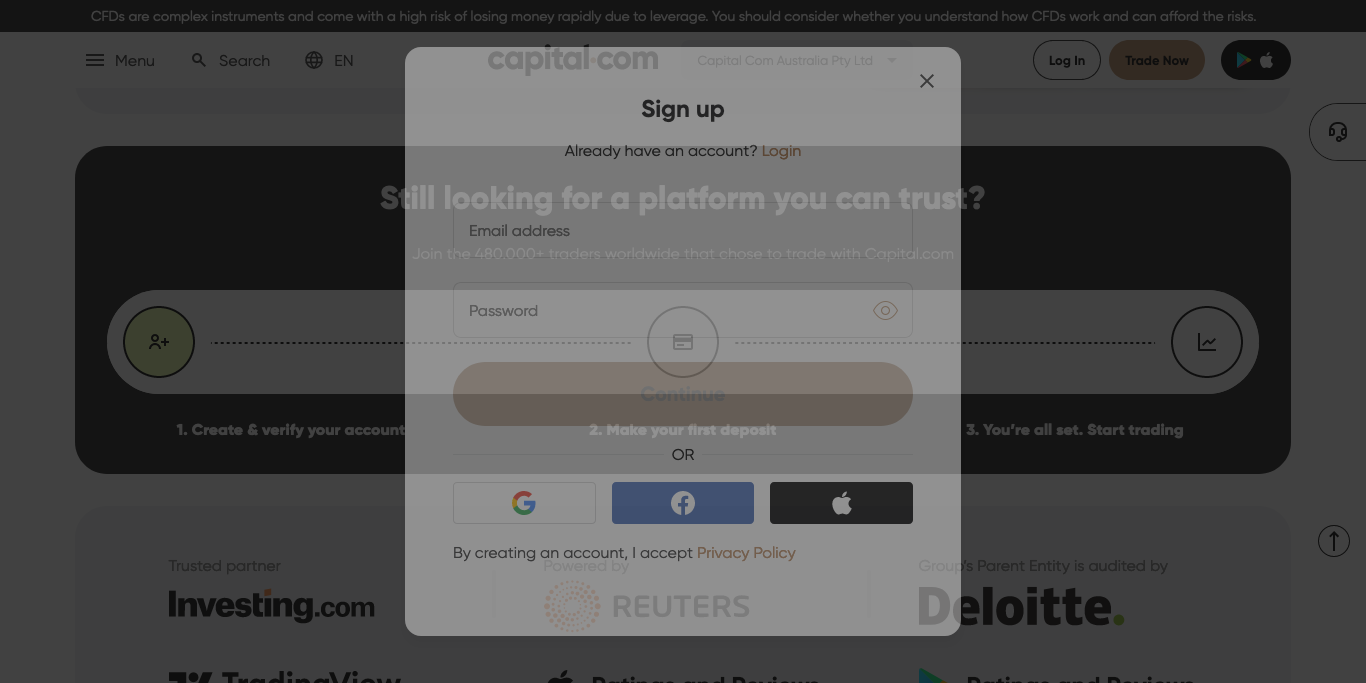 CFDs are complex instruments and come with a high risk of losing money rapidly due to leverage. You should consider whether you understand how CFDs work and can afford the risks.
Menu Search EN
capital.com
Capital Com Australia Pty Ltd
Log In
Trade Now
Sign up
Already have an account? Login
Still looking for a platform you can trust?
Email address
Join the 480,000+ traders worldwide that chose to trade with Capital.com
Password
Continue
1. Create & verify your account
2. Make your first deposit
3. You're all set. Start trading
OR
By creating an account, I accept Privacy Policy
Trusted partner
Powered by
Group's Parent Entity is audited by
Investing.com
REUTERS
Deloitte.
TradingView
Ratings and Reviews
Ratings and Reviews